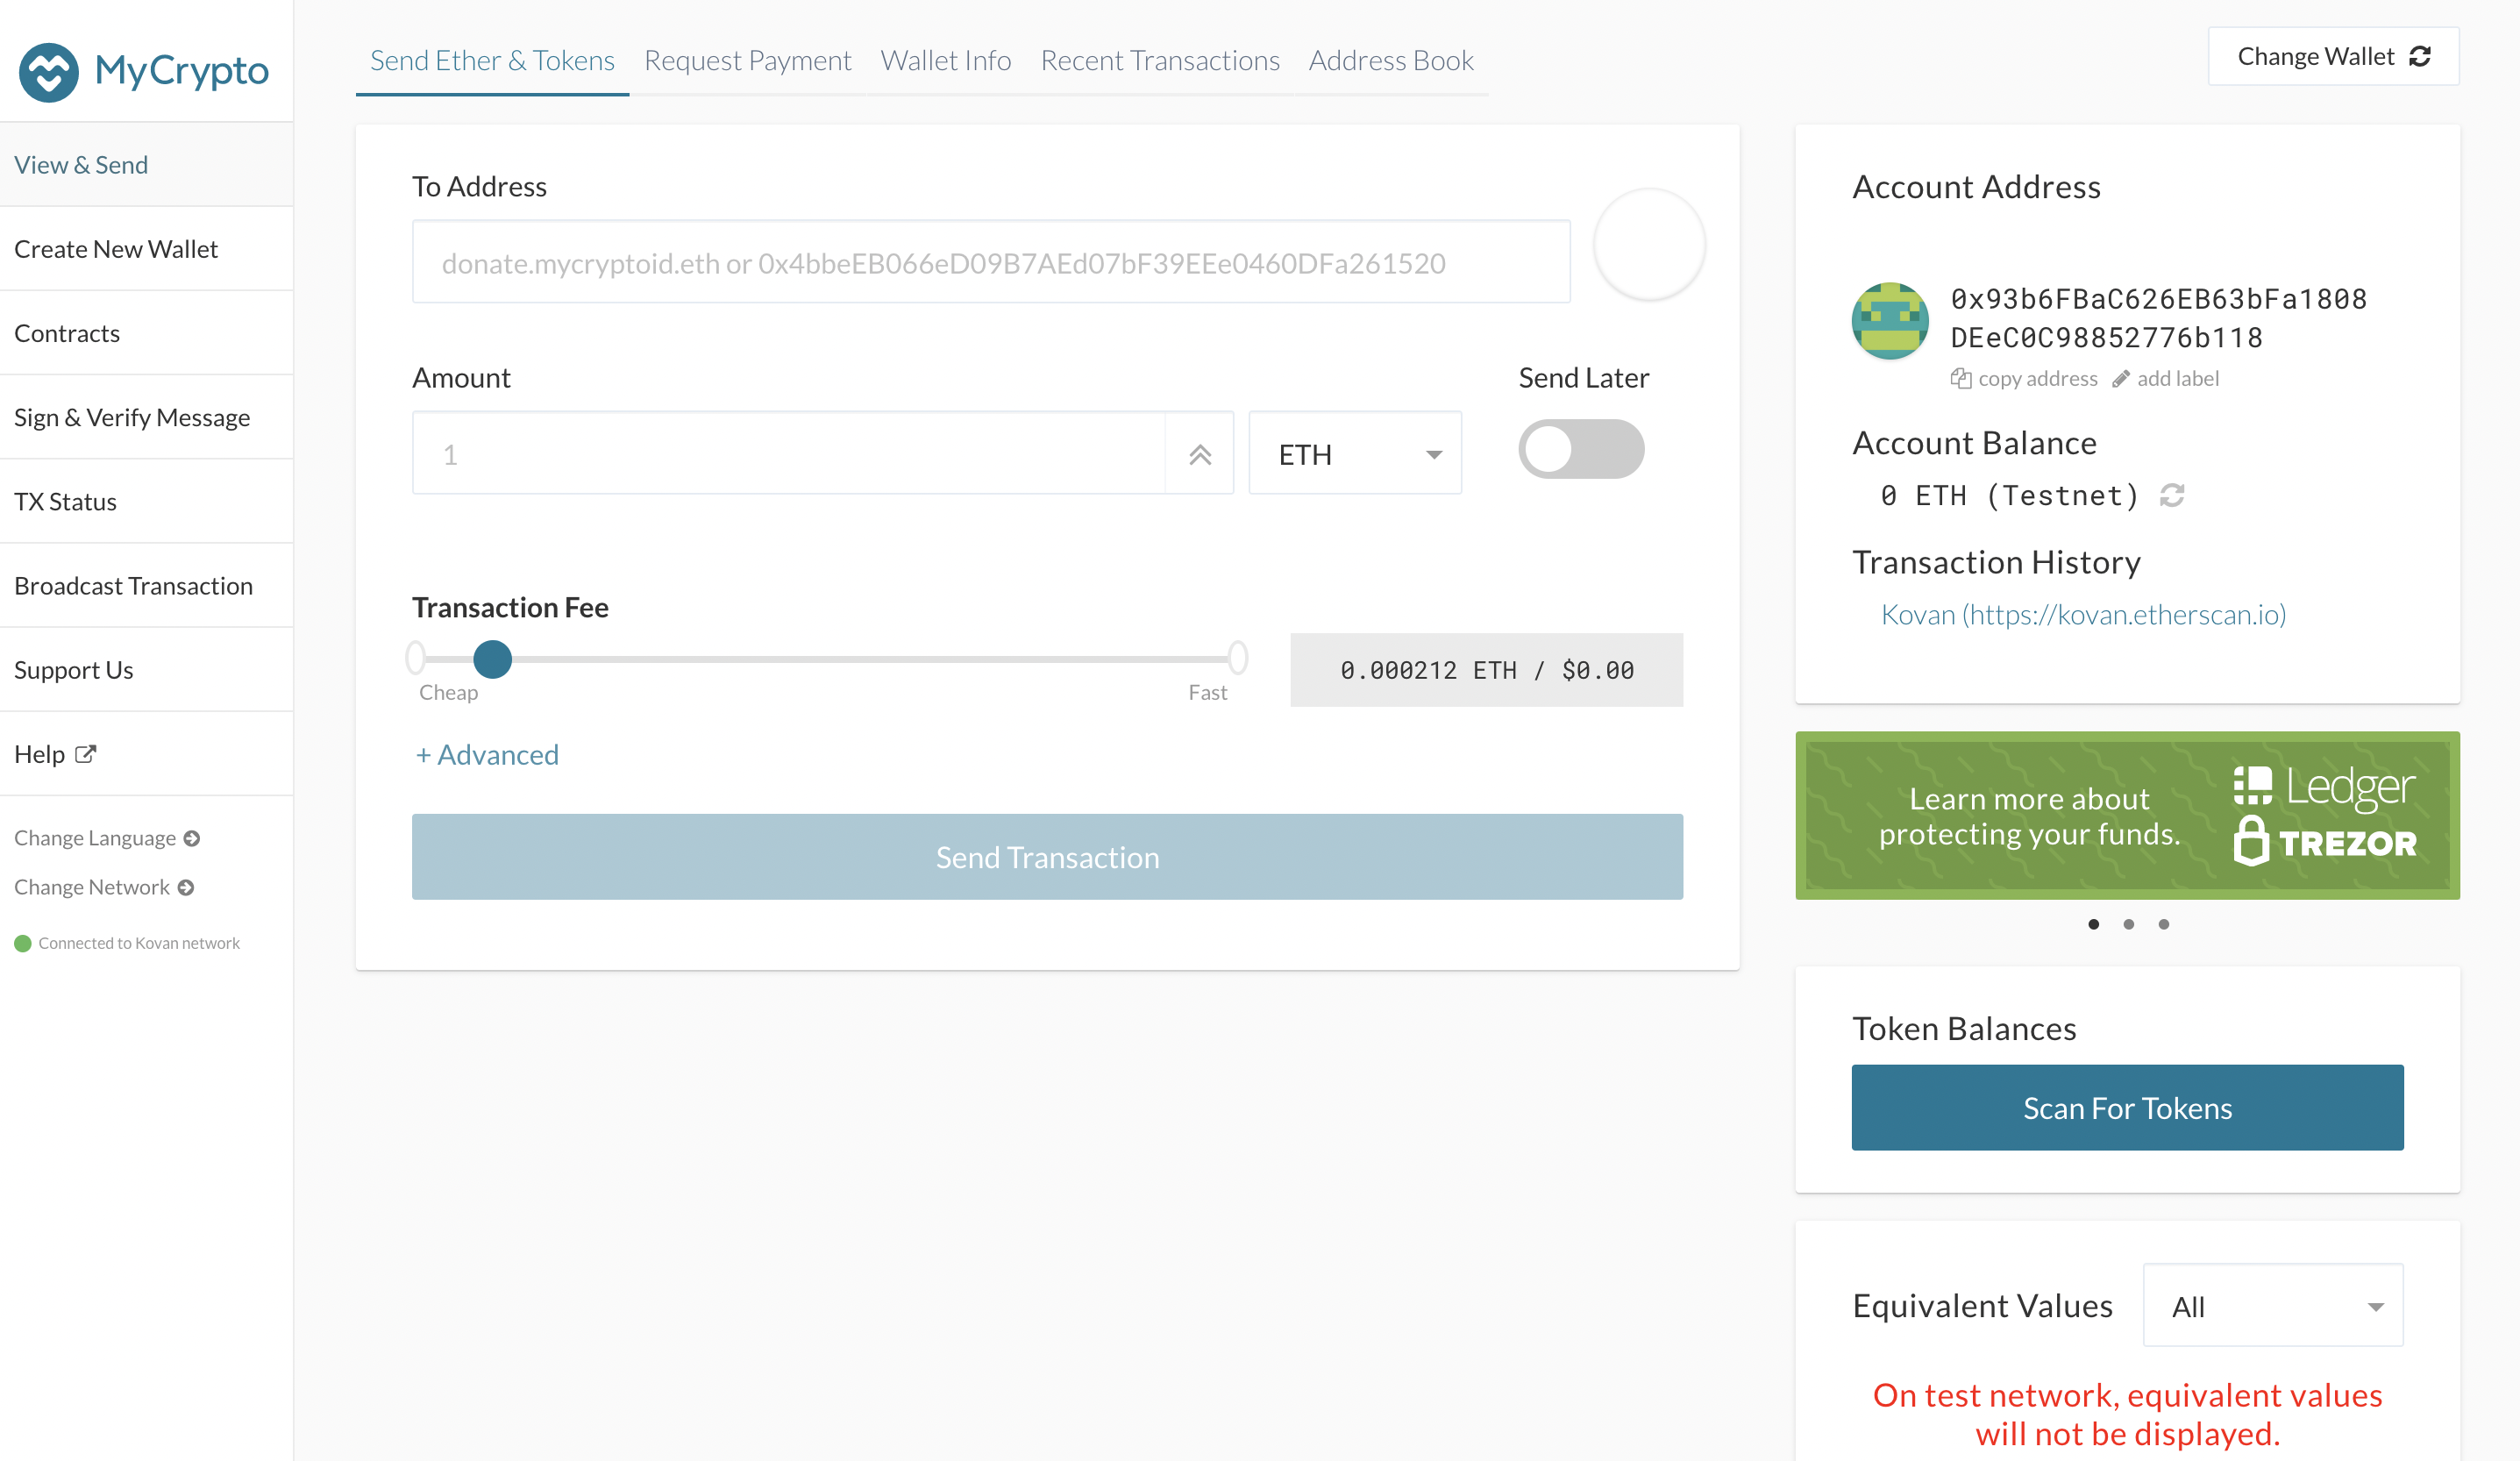 MyCrypto
View & Send
Create New Wallet
Contracts
Sign & Verify Message
TX Status
Broadcast Transaction
Support Us
Help
Change Language
Change Network
Connected to Kovan network
Send Ether & Tokens
Request Payment
Wallet Info
Recent Transactions
Address Book
Change Wallet
To Address
donate.mycryptoid.eth or 0x4bbeEB066eD09B7AEd07bF39EEe0460DFa261520
Amount
Send Later
1
ETH
Transaction Fee
Cheap
Fast
0.000212 ETH / $0.00
+ Advanced
Send Transaction
Account Address
0x93b6FBaC626EB63bFa1808
DEeC0C98852776b118
copy address
add label
Account Balance
0 ETH (Testnet)
Transaction History
Kovan (https://kovan.etherscan.io)
Learn more about
protecting your funds.
Ledger
TREZOR
Token Balances
Scan For Tokens
Equivalent Values
All
On test network, equivalent values
will not be displayed.